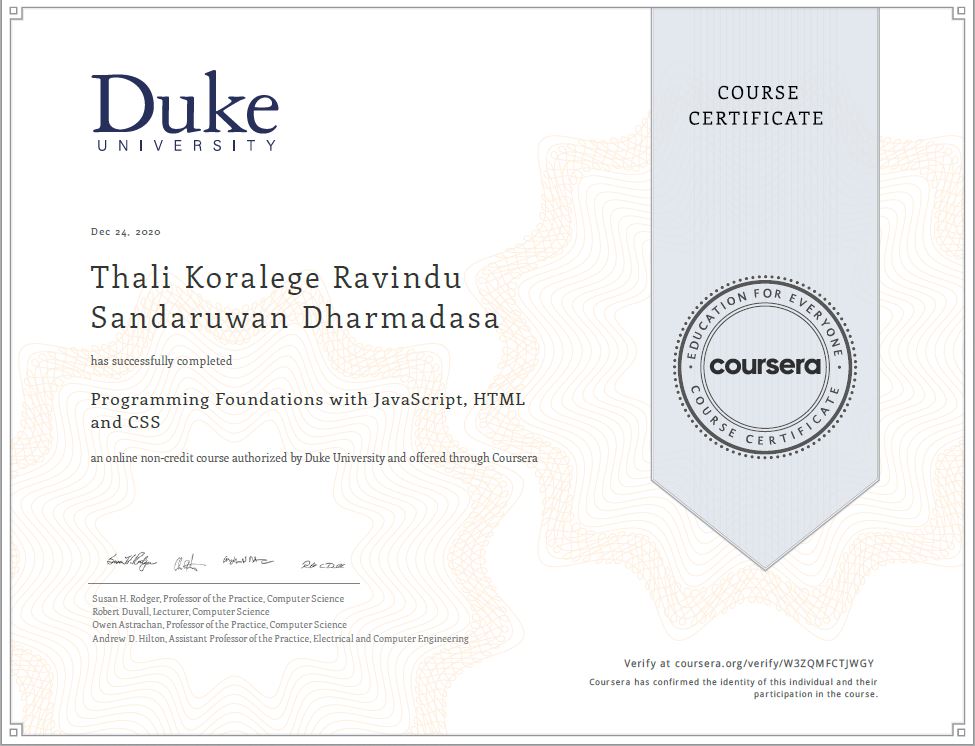 Duke
UNIVERSITY
COURSE
CERTIFICATE
Dec 24, 2020
Thali Koralege Ravindu
Sandaruwan Dharmadasa
has successfully completed
Programming Foundations with JavaScript, HTML
and CSS
an online non-credit course authorized by Duke University and offered through Coursera
EDUCATION FOR EVERYONE
coursera
COURSE CERTIFICATE
Susan H. Rodger, Professor of the Practice, Computer Science
Robert Duvall, Lecturer, Computer Science
Owen Astrachan, Professor of the Practice, Computer Science
Andrew D. Hilton, Assistant Professor of the Practice, Electrical and Computer Engineering
Verify at coursera.org/verify/W3ZQMFCTJWGY
Coursera has confirmed the identity of this individual and their
participation in the course.